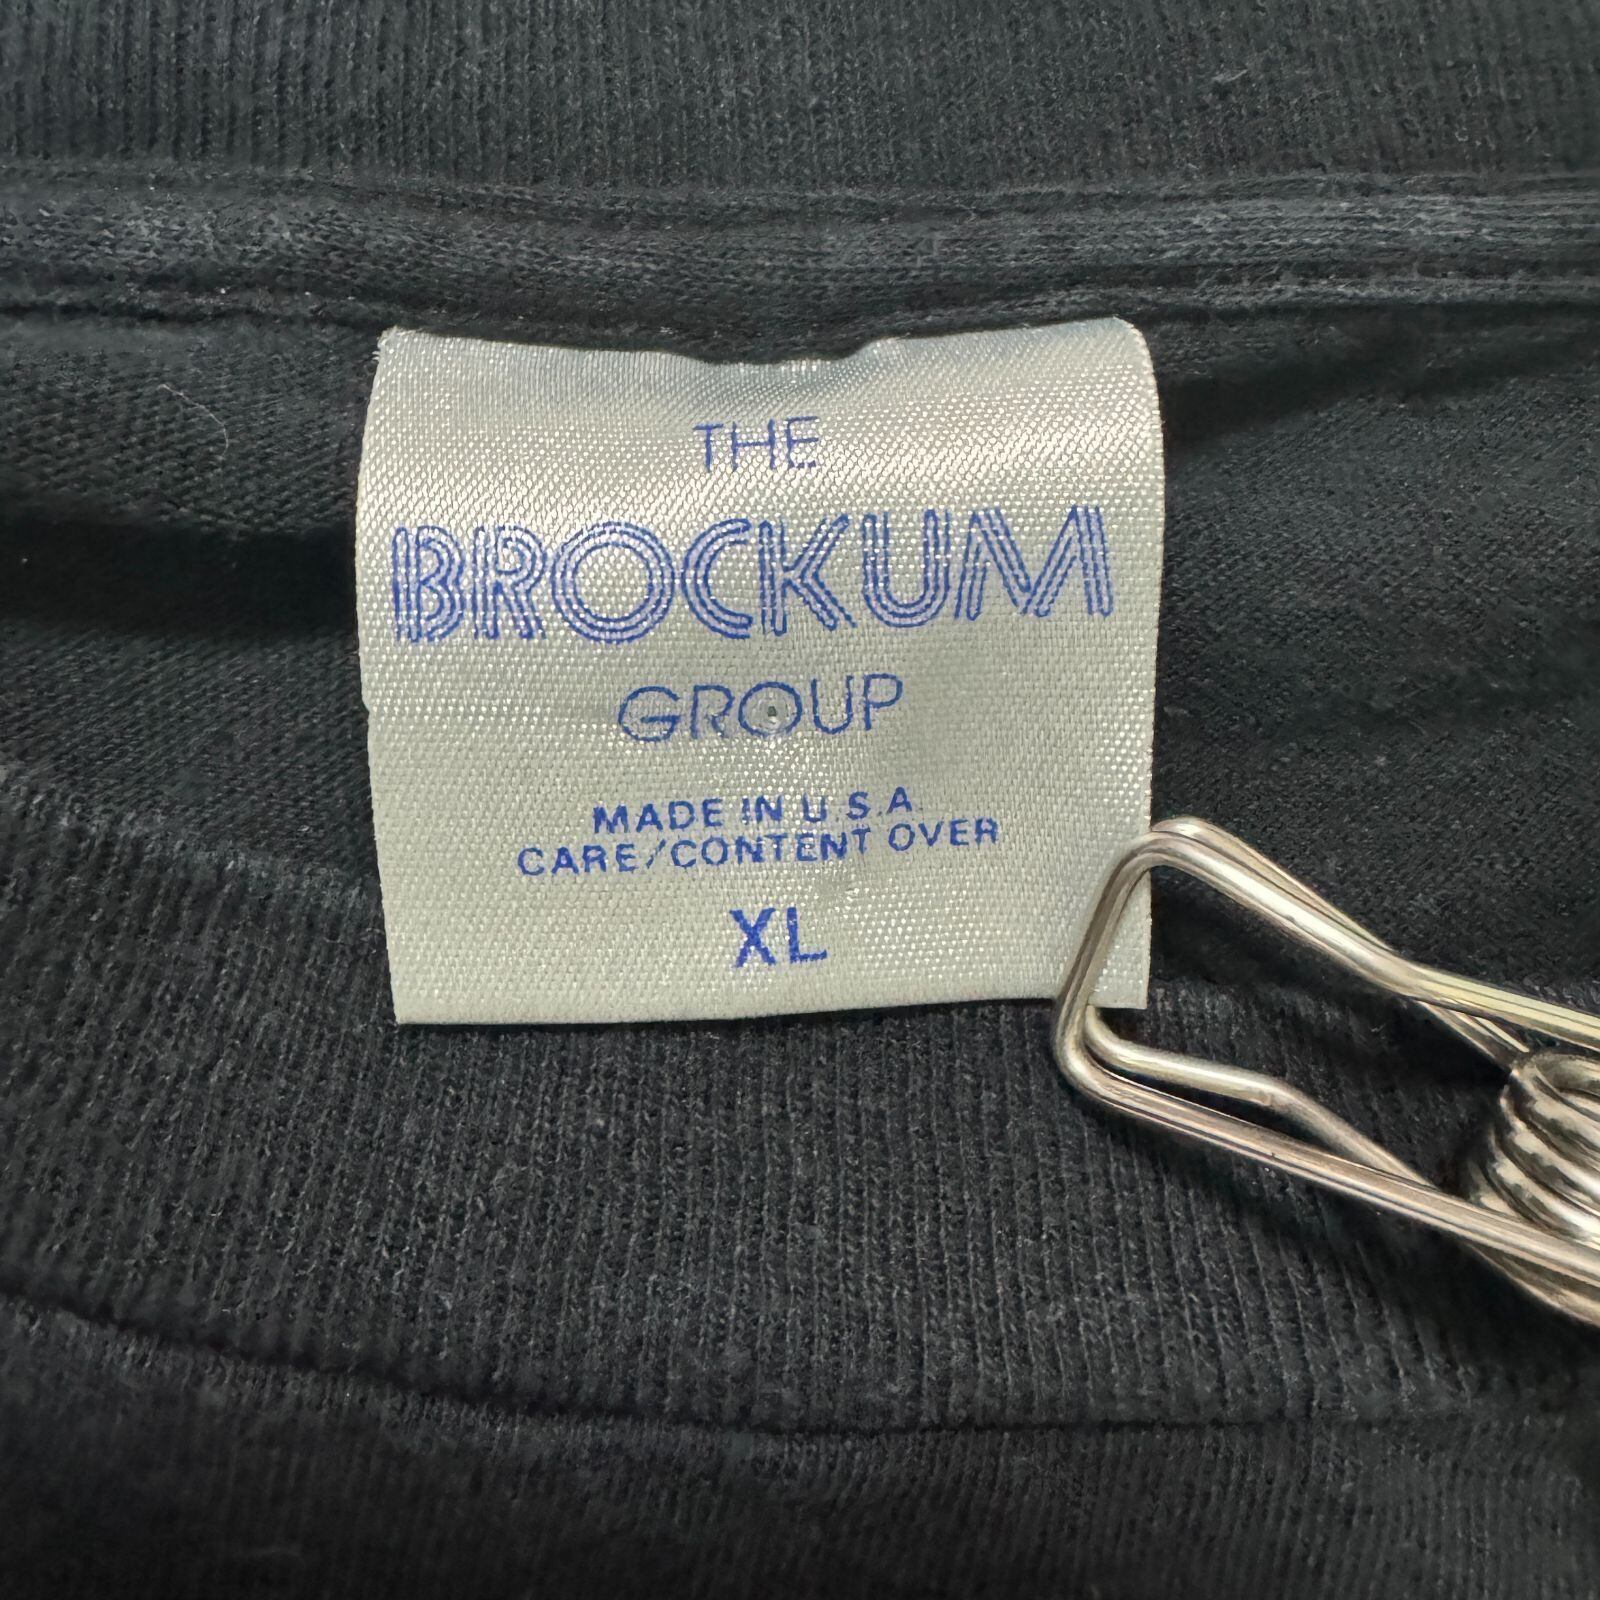 THE
BROCKUM
GROUP
MADE IN U.S.A.
CARE/CONTENT OVER
XL